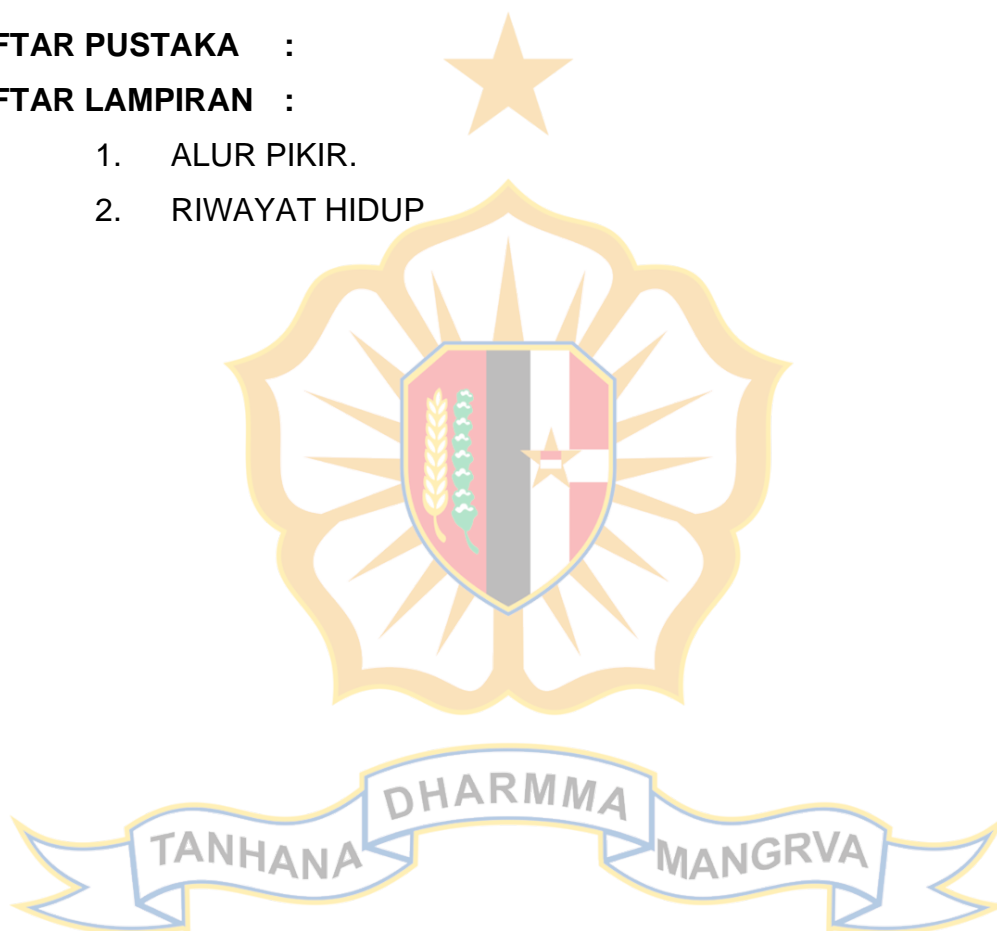 FTAR PUSTAKA :
FTAR LAMPIRAN :
1. ALUR PIKIR.
2. RIWAYAT HIDUP
TANHANA DHARMMA MANGRVA